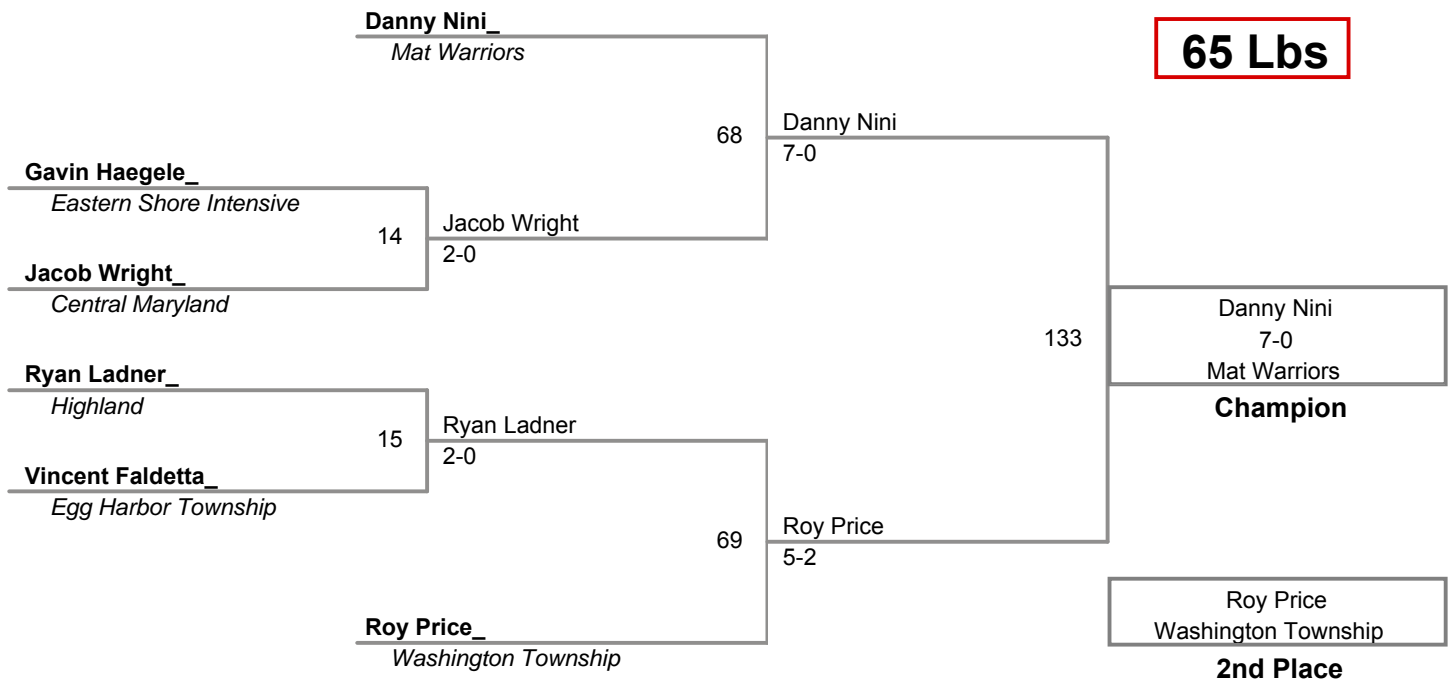 Danny Nini_
Mat Warriors
65 Lbs
68
Danny Nini
7-0
Gavin Haegele_
Eastern Shore Intensive
14
Jacob Wright
2-0
Jacob Wright_
Central Maryland
133
Danny Nini
7-0
Mat Warriors
Champion
Ryan Ladner_
Highland
15
Ryan Ladner
2-0
Vincent Faldetta_
Egg Harbor Township
69
Roy Price
5-2
Roy Price_
Washington Township
Roy Price
Washington Township
2nd Place